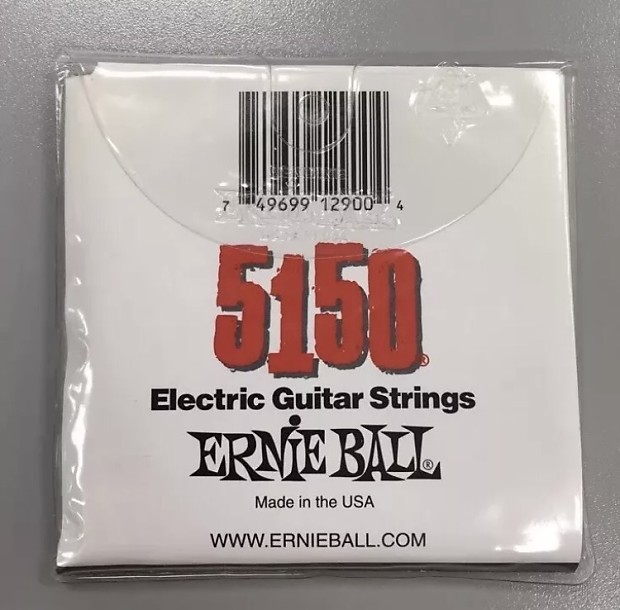 7 49699 12900 4
5150®
Electric Guitar Strings
ERNIE BALL®
Made in the USA
WWW.ERNIEBALL.COM